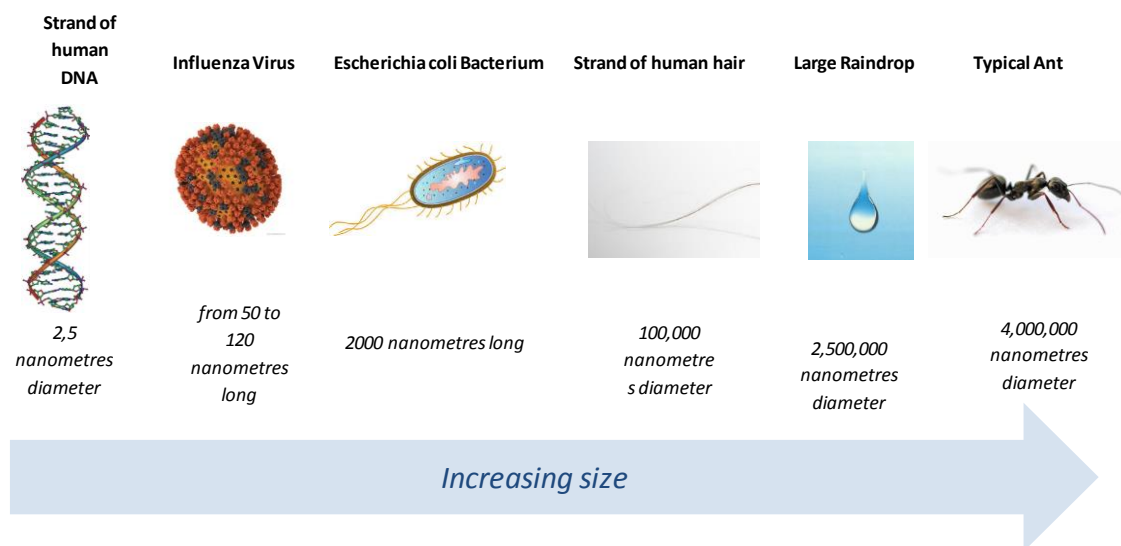 Strand of
human
DNA
Influenza Virus
Escherichia coli Bacterium
Strand of human hair
Large Raindrop
Typical Ant
2,5
nanometres
diameter
from 50 to
120
nanometres
long
2000 nanometres long
100,000
nanometre
s diameter
2,500,000
nanometres
diameter
4,000,000
nanometres
diameter
Increasing size